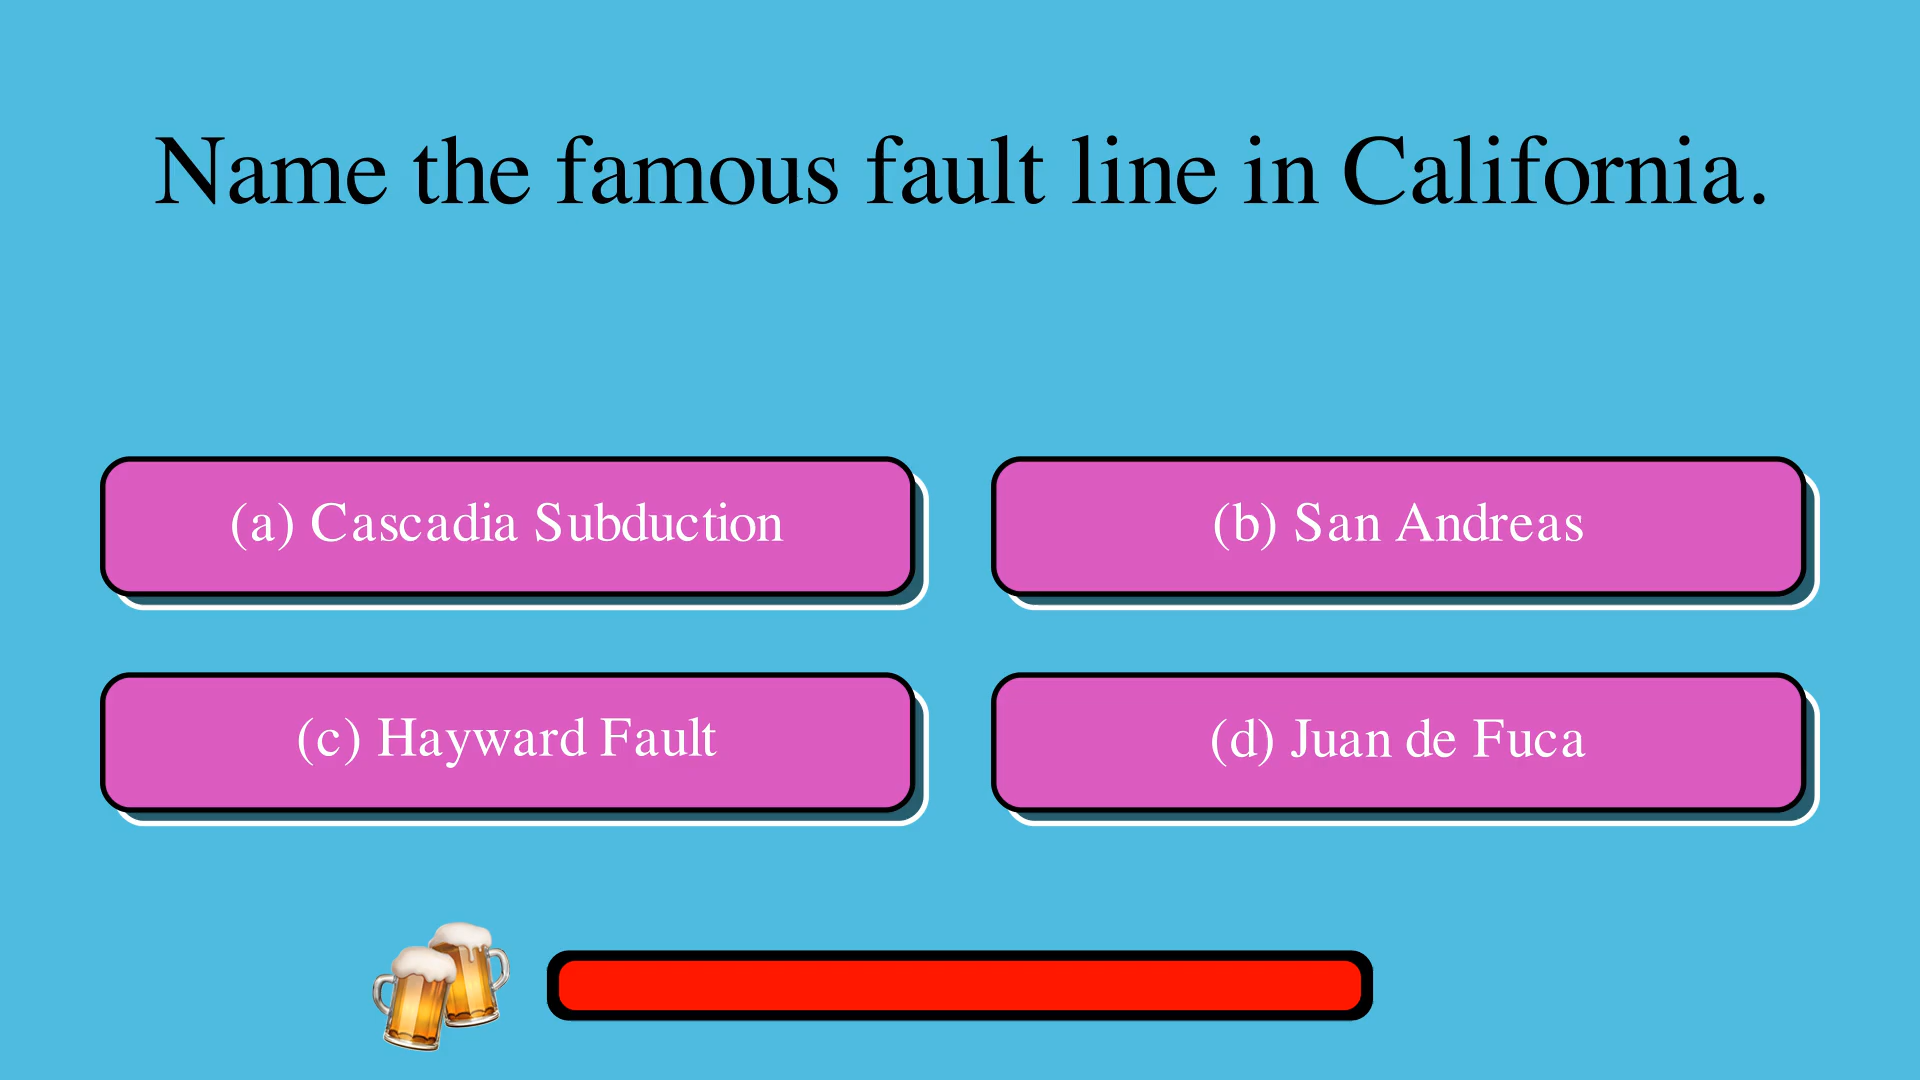 Name the famous fault line in California.
(a) Cascadia Subduction
(b) San Andreas
(c) Hayward Fault
(d) Juan de Fuca